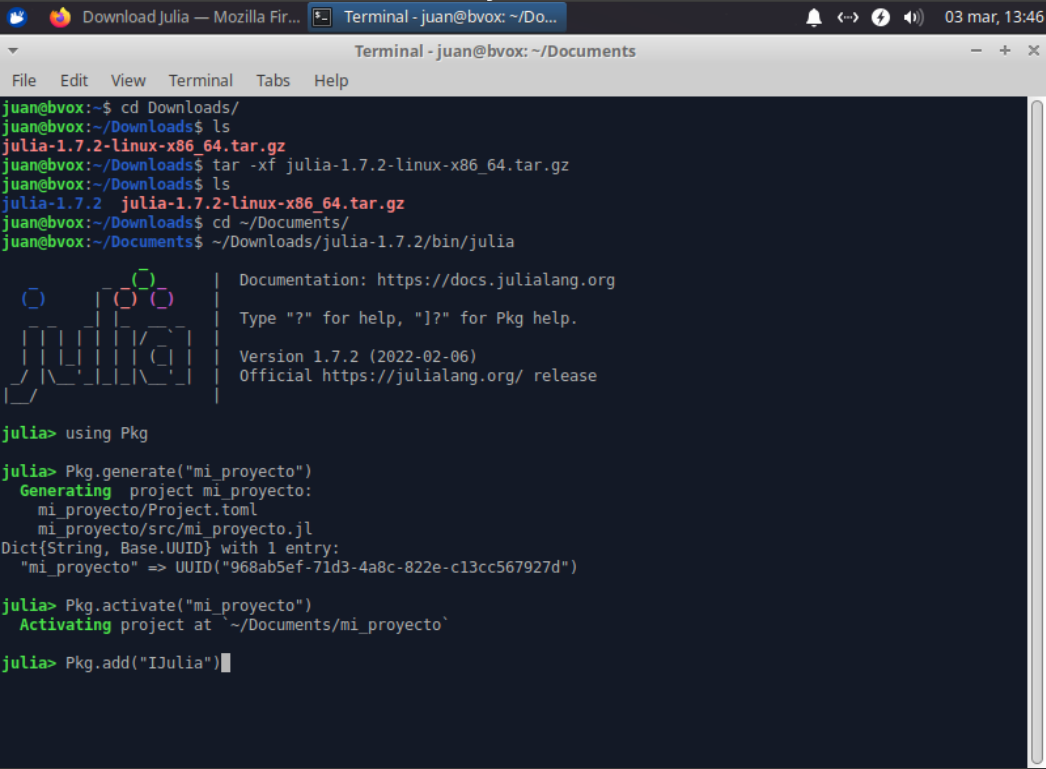 Download Julia — Mozilla Fir...
Terminal - juan@bvox: ~/Do...
03 mar, 13:46
Terminal - juan@bvox: ~/Documents
File Edit View Terminal Tabs Help
juan@bvox:~$ cd Downloads/
juan@bvox:~/Downloads$ ls
julia-1.7.2-linux-x86_64.tar.gz
juan@bvox:~/Downloads$ tar -xf julia-1.7.2-linux-x86_64.tar.gz
juan@bvox:~/Downloads$ ls
julia-1.7.2  julia-1.7.2-linux-x86_64.tar.gz
juan@bvox:~/Downloads$ cd ~/Documents/
juan@bvox:~/Documents$ ~/Downloads/julia-1.7.2/bin/julia
julia
Documentation: https://docs.julialang.org
Type "?" for help, "]?" for Pkg help.
Version 1.7.2 (2022-02-06)
Official https://julialang.org/ release
julia> using Pkg
julia> Pkg.generate("mi_proyecto")
Generating  project mi_proyecto:
mi_proyecto/Project.toml
mi_proyecto/src/mi_proyecto.jl
Dict{String, Base.UUID} with 1 entry:
"mi_proyecto" => UUID("968ab5ef-71d3-4a8c-822e-c13cc567927d")
julia> Pkg.activate("mi_proyecto")
Activating project at `~/Documents/mi_proyecto`
julia> Pkg.add("IJulia")